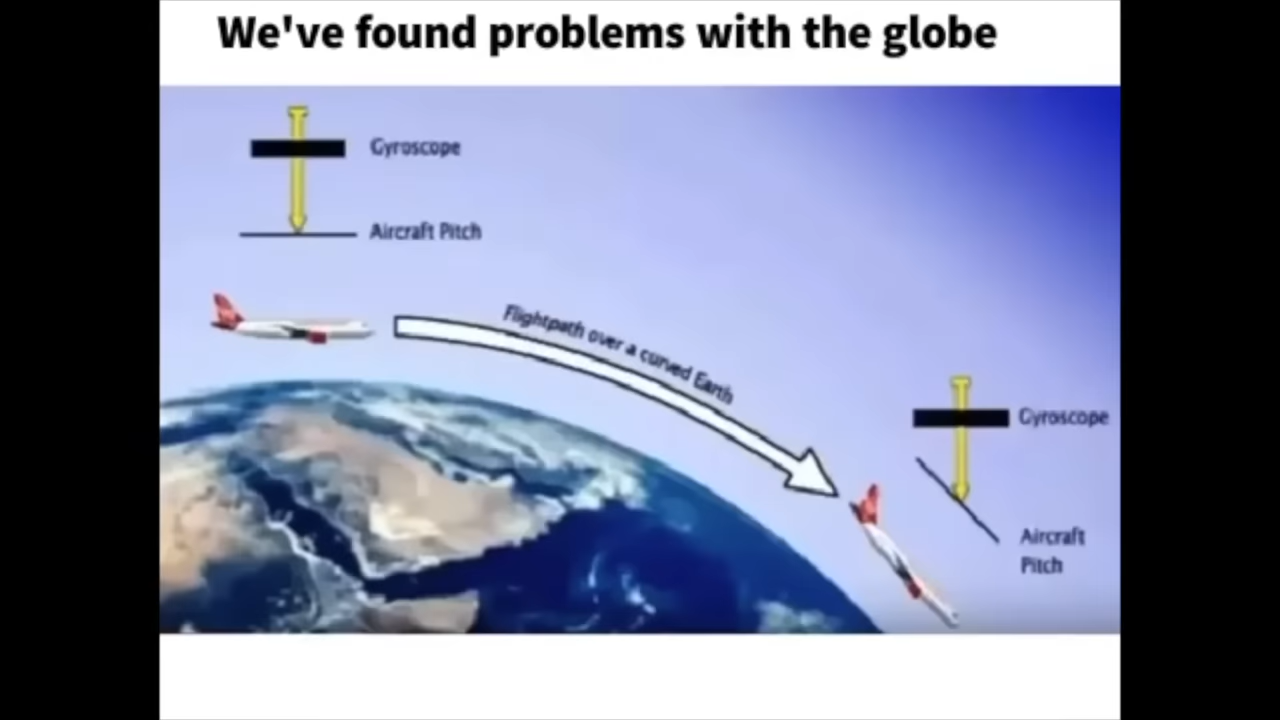 We've found problems with the globe
Gyroscope
Aircraft Pitch
Flightpath over a curved Earth
Gyroscope
Aircraft
Pitch